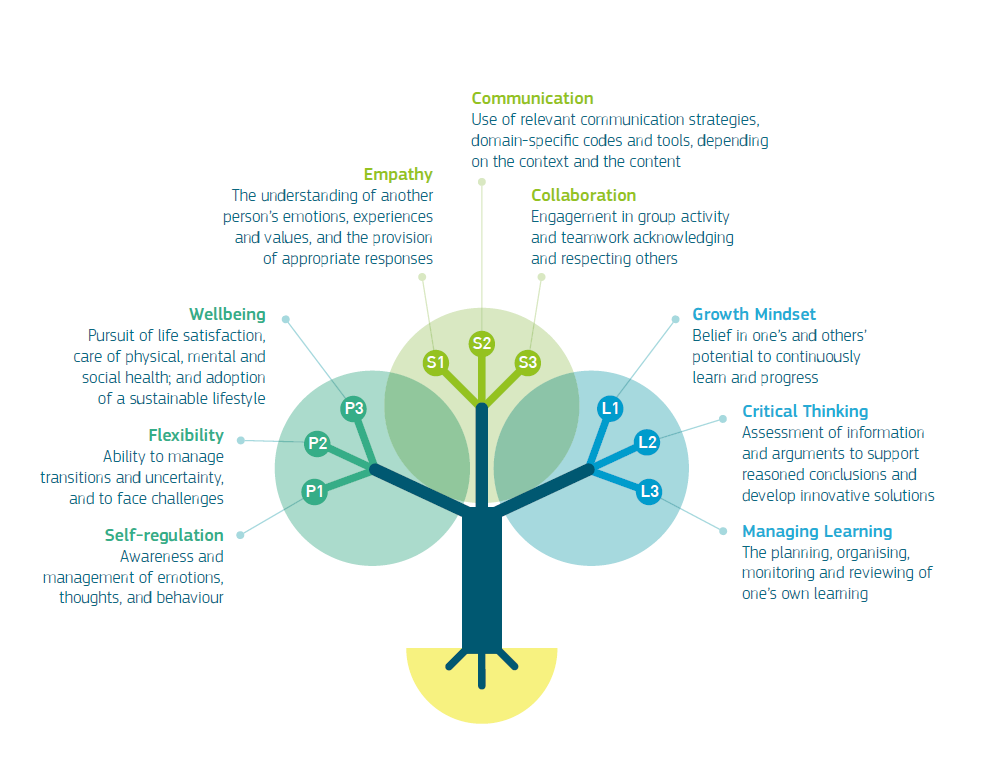 Communication
Use of relevant communication strategies,
domain-specific codes and tools, depending
on the context and the content
Empathy
The understanding of another
person's emotions, experiences
and values, and the provision
of appropriate responses
Collaboration
Engagement in group activity
and teamwork acknowledging
and respecting others
Wellbeing
Pursuit of life satisfaction,
care of physical, mental and
social health; and adoption
of a sustainable lifestyle
Growth Mindset
Belief in one's and others'
potential to continuously
learn and progress
Flexibility
Ability to manage
transitions and uncertainty,
and to face challenges
Critical Thinking
Assessment of information
and arguments to support
reasoned conclusions and
develop innovative solutions
Self-regulation
Awareness and
management of emotions,
thoughts, and behaviour
Managing Learning
The planning, organising,
monitoring and reviewing of
one's own learning
S1
S2
S3
P3
P2
P1
L1
L2
L3